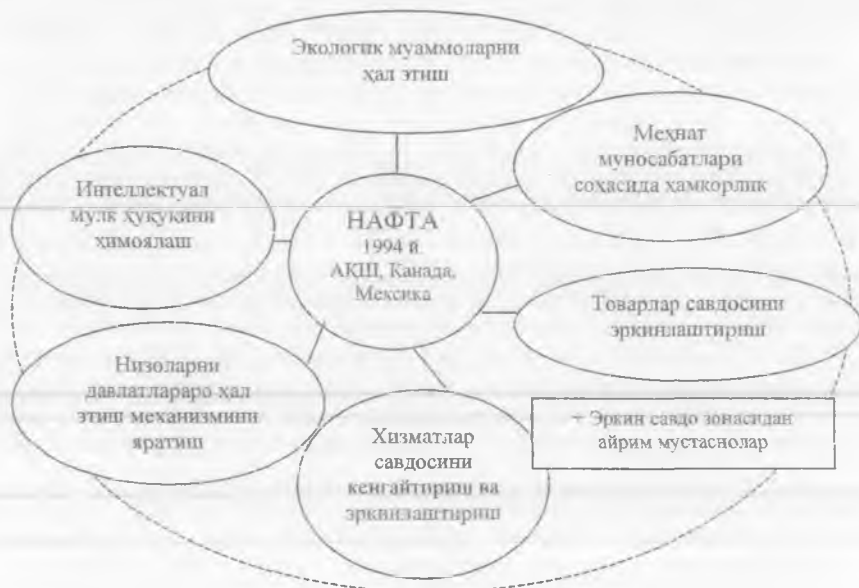 Экологик муаммоларни
ҳал этиш
Меҳнат
муносабатлари
соҳасида ҳамкорлик
Интеллектуал
мулк ҳуқуқини
ҳимоялаш
НАФТА
1994 й.
АҚШ, Канада,
Мексика
Товарлар савдосини
эркинлаштириш
Низоларни
давлатлараро ҳал
этиш механизмини
яратиш
+ Эркин савдо зонасидан
айрим мустаснолар
Хизматлар
савдосини
кенгайтириш ва
эркинлаштириш